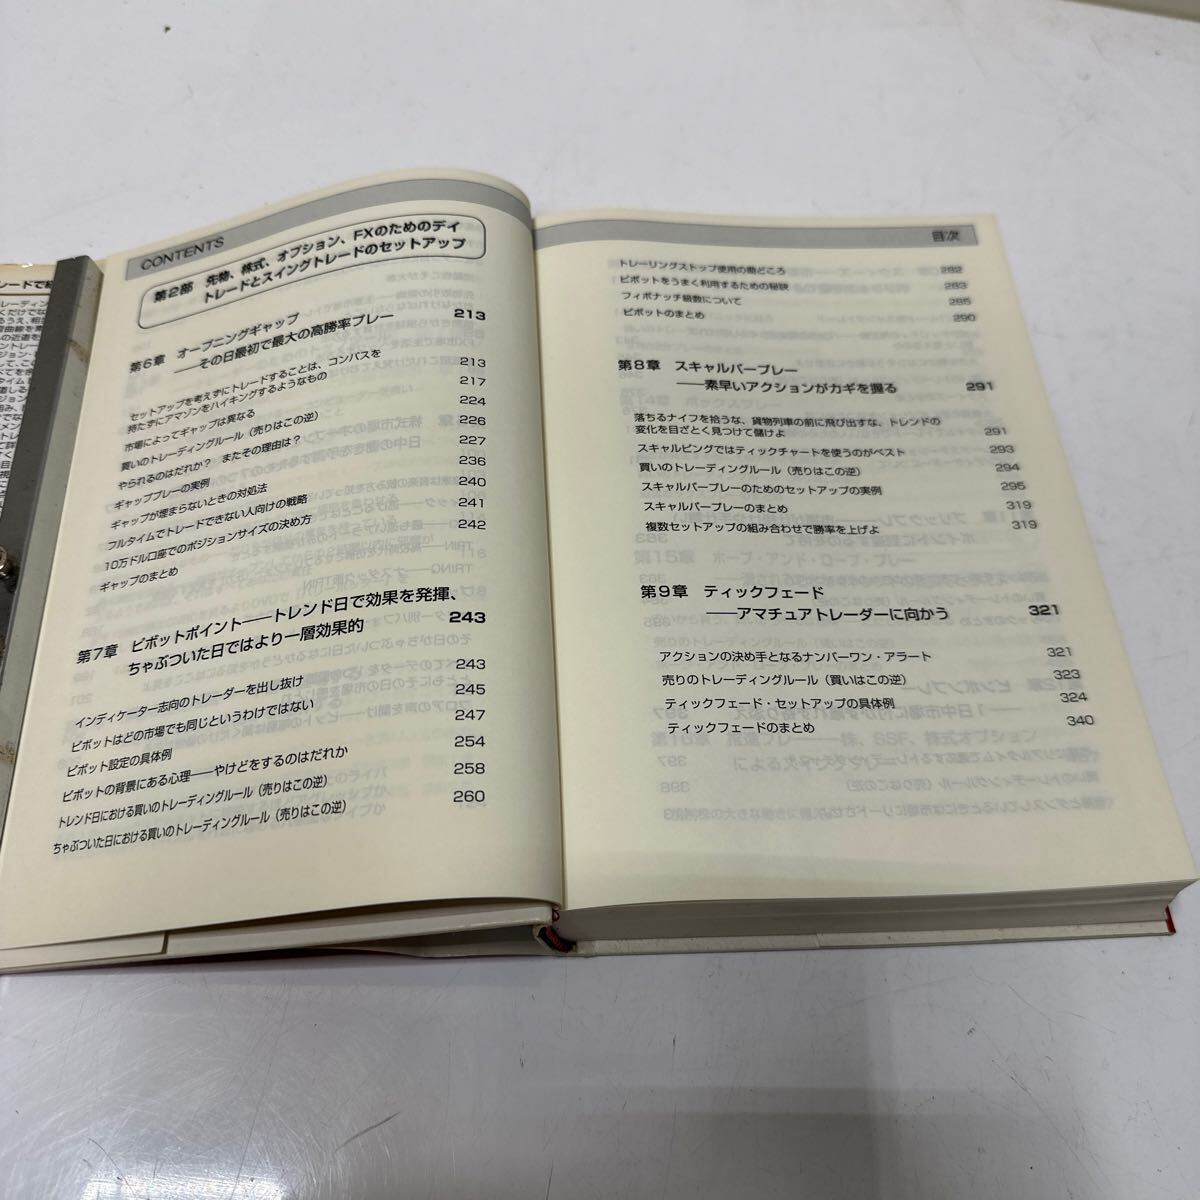 CONTENTS
第2部 先物、株式、オプション、FXのためのデイ
トレードとスイングトレードのセットアップ
第6章 オープニングギャップ
——その日最初で最大の高勝率プレー 213
セットアップを考えずにトレードすることは、コンパスを
持たずにアマゾンをハイキングするようなもの 213
市場によってギャップは異なる 217
買いのトレーディングルール（売りはこの逆） 224
やられるのはだれか？ またその理由は？ 226
ギャッププレーの実例 227
ギャップが埋まらないときの対処法 236
フルタイムでトレードできない人向けの戦略 240
10万ドル口座でのポジションサイズの決め方 241
ギャップのまとめ 242
第7章 ピボットポイント——トレンド日で効果を発揮、
ちゃぶついた日ではより一層効果的 243
インディケーター志向のトレーダーを出し抜け 243
ピボットはどの市場でも同じというわけではない 245
ピボット設定の具体例 247
ピボットの背景にある心理——やけどをするのはだれか 254
トレンド日における買いのトレーディングルール（売りはこの逆） 258
ちゃぶついた日における買いのトレーディングルール（売りはこの逆） 260
目次
トレーリングストップ使用の勘どころ 282
ピボットをうまく利用するための秘訣 283
フィボナッチ級数について 285
ピボットのまとめ 290
第8章 スキャルパープレー
——素早いアクションがカギを握る 291
落ちるナイフを拾うな、貨物列車の前に飛び出すな、トレンドの
変化を目ざとく見つけて儲けよ 291
スキャルピングではティックチャートを使うのがベスト 293
買いのトレーディングルール（売りはこの逆） 294
スキャルパープレーのためのセットアップの実例 295
スキャルパープレーのまとめ 319
複数セットアップの組み合わせで勝率を上げよ 319
第9章 ティックフェード
——アマチュアトレーダーに向かう 321
アクションの決め手となるナンバーワン・アラート 321
売りのトレーディングルール（買いはこの逆） 323
ティックフェード・セットアップの具体例 324
ティックフェードのまとめ 340